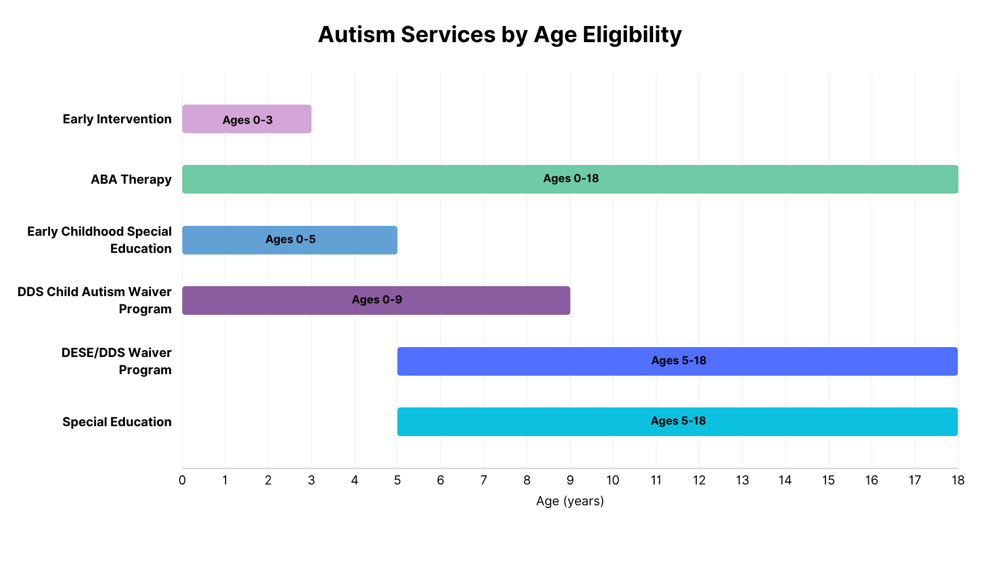 Autism Services by Age Eligibility
Early Intervention
Ages 0-3
ABA Therapy
Ages 0-18
Early Childhood Special
Education
Ages 0-5
DDS Child Autism Waiver
Program
Ages 0-9
DESE/DDS Waiver
Program
Ages 5-18
Special Education
Ages 5-18
0 1 2 3 4 5 6 7 8 9 10 11 12 13 14 15 16 17 18
Age (years)